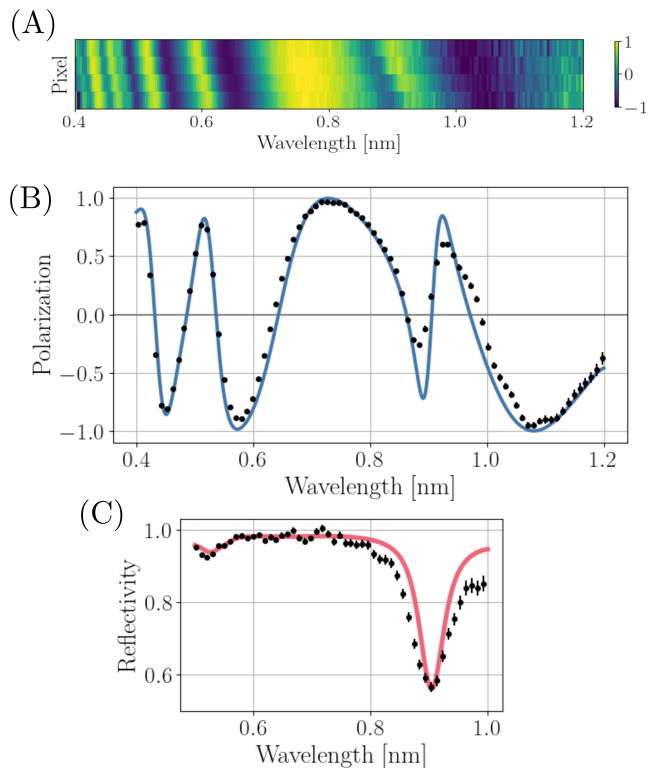 (A)
Pixel
1
0
−1
0.4 0.6 0.8 1.0 1.2
Wavelength [nm]
(B)
Polarization
1.0
0.5
0.0
−0.5
−1.0
0.4 0.6 0.8 1.0 1.2
Wavelength [nm]
(C)
Reflectivity
1.0
0.8
0.6
0.6 0.8 1.0
Wavelength [nm]